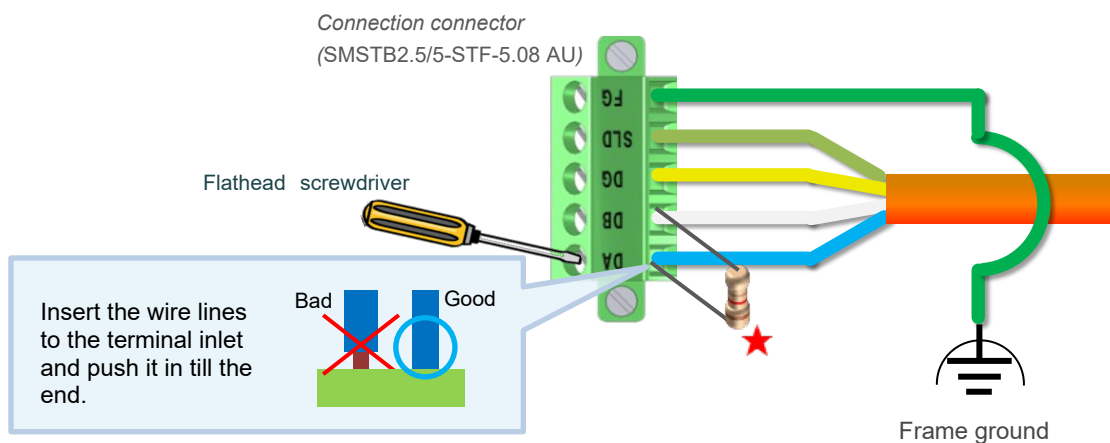 Connection connector
(SMSTB2.5/5-STF-5.08 AU)
FG
SLD
DG
DB
DA
Flathead screwdriver
Insert the wire lines
to the terminal inlet
and push it in till the
end.
Bad
Good
Frame ground